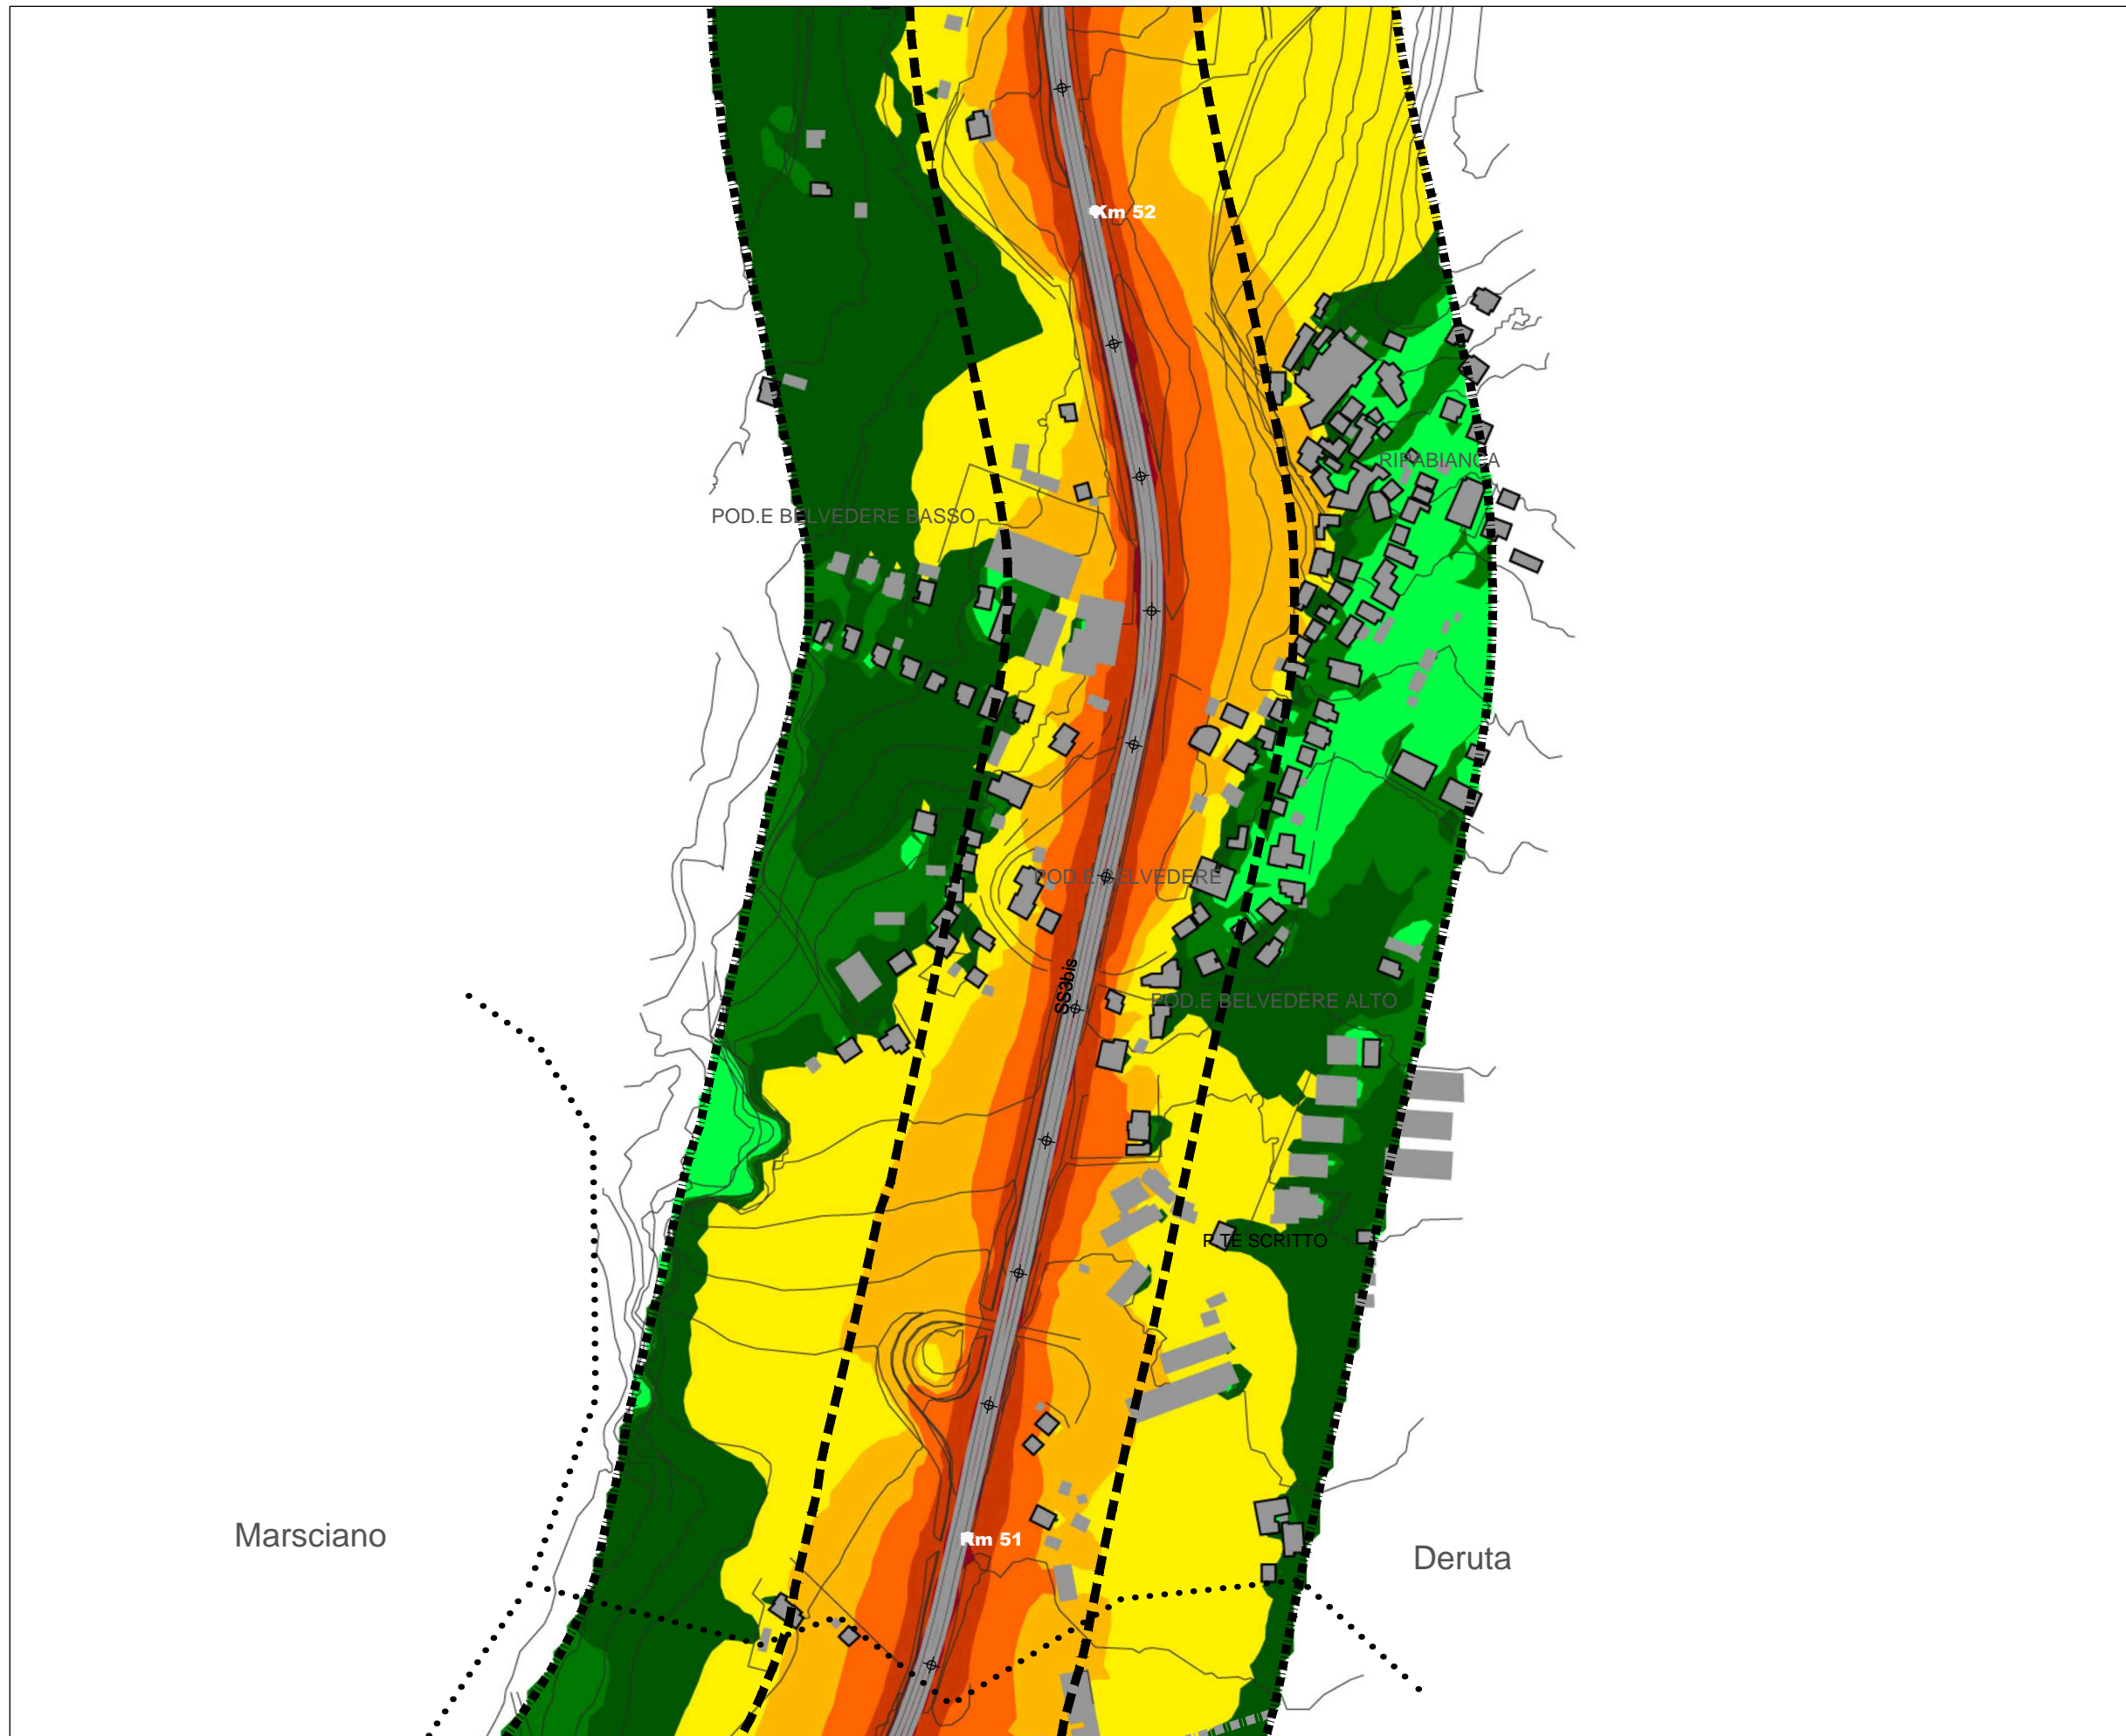 Km 52
RIPABIANCA
POD.E BELVEDERE BASSO
POD.E BELVEDERE
SS3bis
POD.E BELVEDERE ALTO
P.TE SCRITTO
Marsciano
Km 51
Deruta